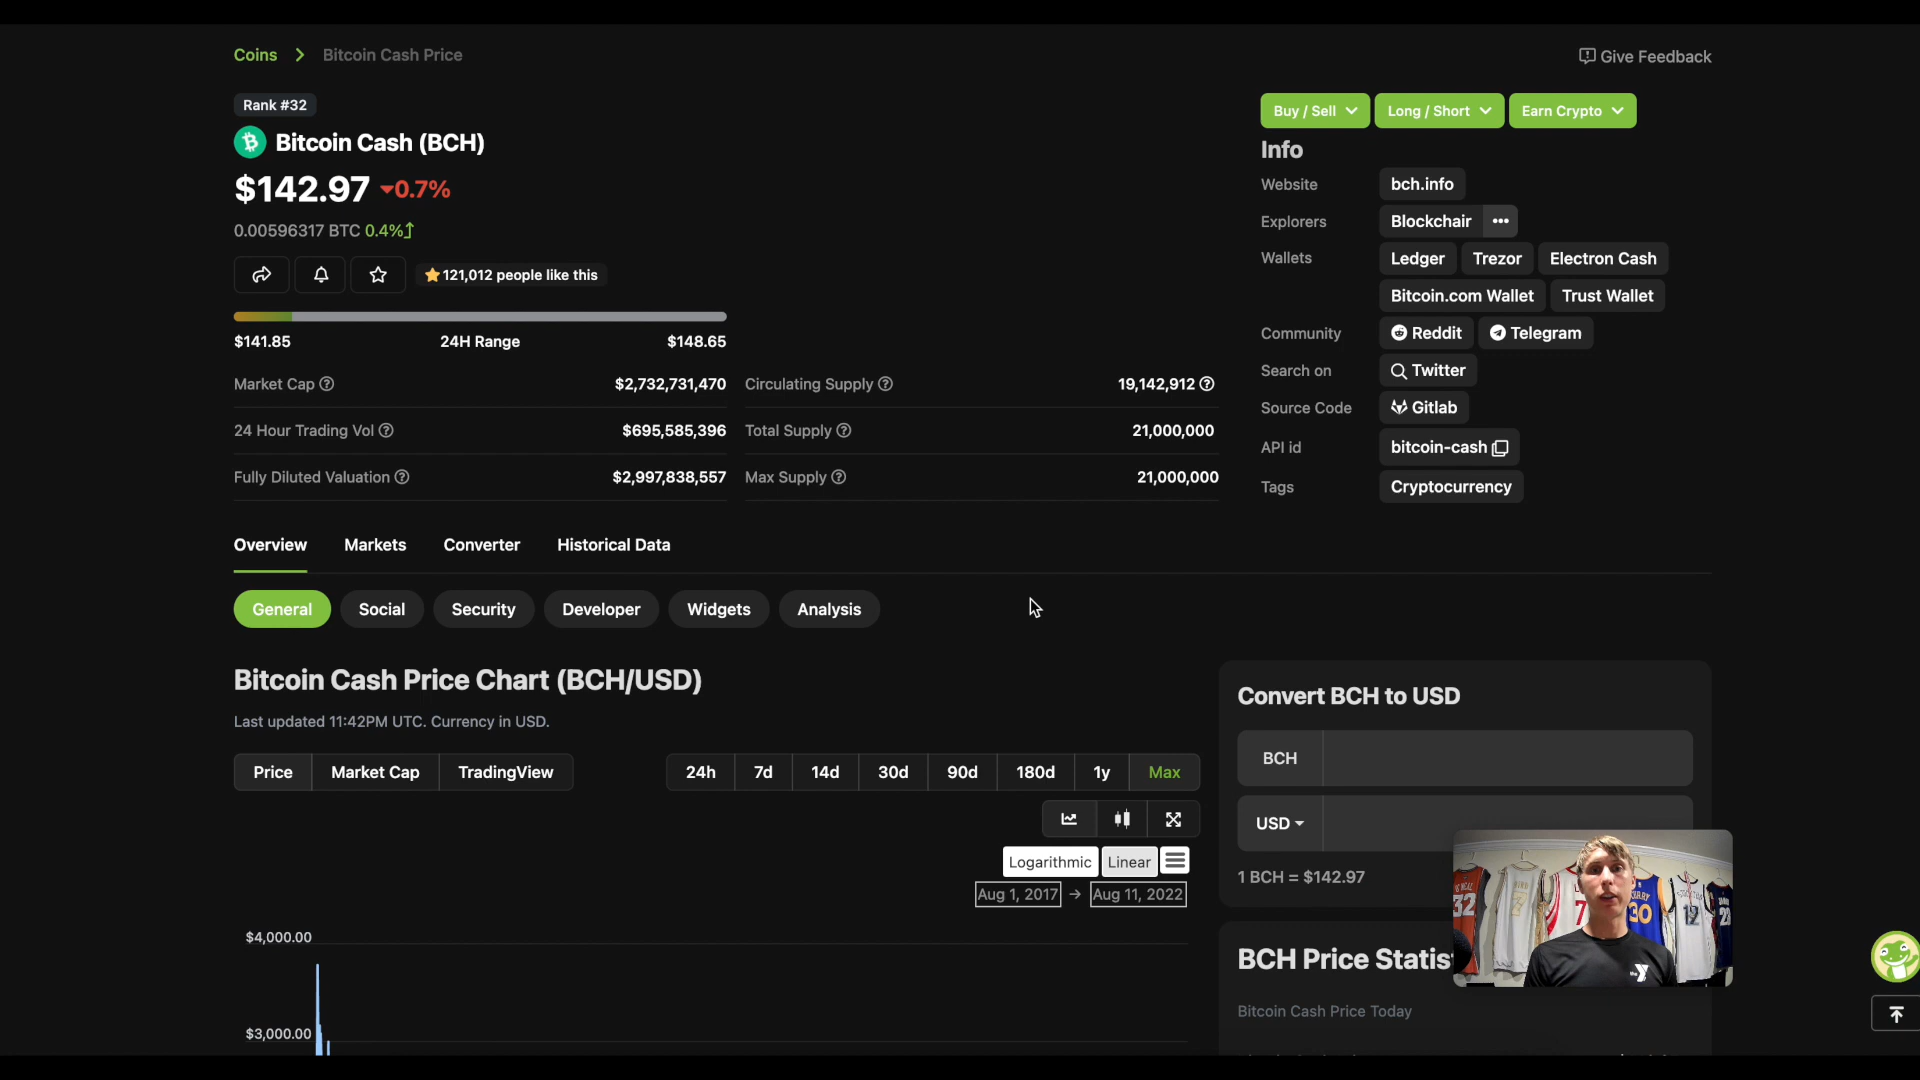 Coins > Bitcoin Cash Price
Give Feedback
Rank #32
Bitcoin Cash (BCH)
$142.97 0.7%
0.00596317 BTC 0.4%
121,012 people like this
$141.85 24H Range $148.65
Market Cap $2,732,731,470
24 Hour Trading Vol $695,585,396
Fully Diluted Valuation $2,997,838,557
Circulating Supply 19,142,912
Total Supply 21,000,000
Max Supply 21,000,000
Buy / Sell Long / Short Earn Crypto
Info
Website bch.info
Explorers Blockchair •••
Wallets Ledger Trezor Electron Cash
Bitcoin.com Wallet Trust Wallet
Community Reddit Telegram
Search on Twitter
Source Code Gitlab
API id bitcoin-cash
Tags Cryptocurrency
Overview Markets Converter Historical Data
General Social Security Developer Widgets Analysis
Bitcoin Cash Price Chart (BCH/USD)
Last updated 11:42PM UTC. Currency in USD.
Price Market Cap TradingView
24h 7d 14d 30d 90d 180d 1y Max
Logarithmic Linear
Aug 1, 2017 → Aug 11, 2022
$4,000.00
$3,000.00
Convert BCH to USD
BCH
USD
1 BCH = $142.97
BCH Price Statis
Bitcoin Cash Price Today
32
7
30
12